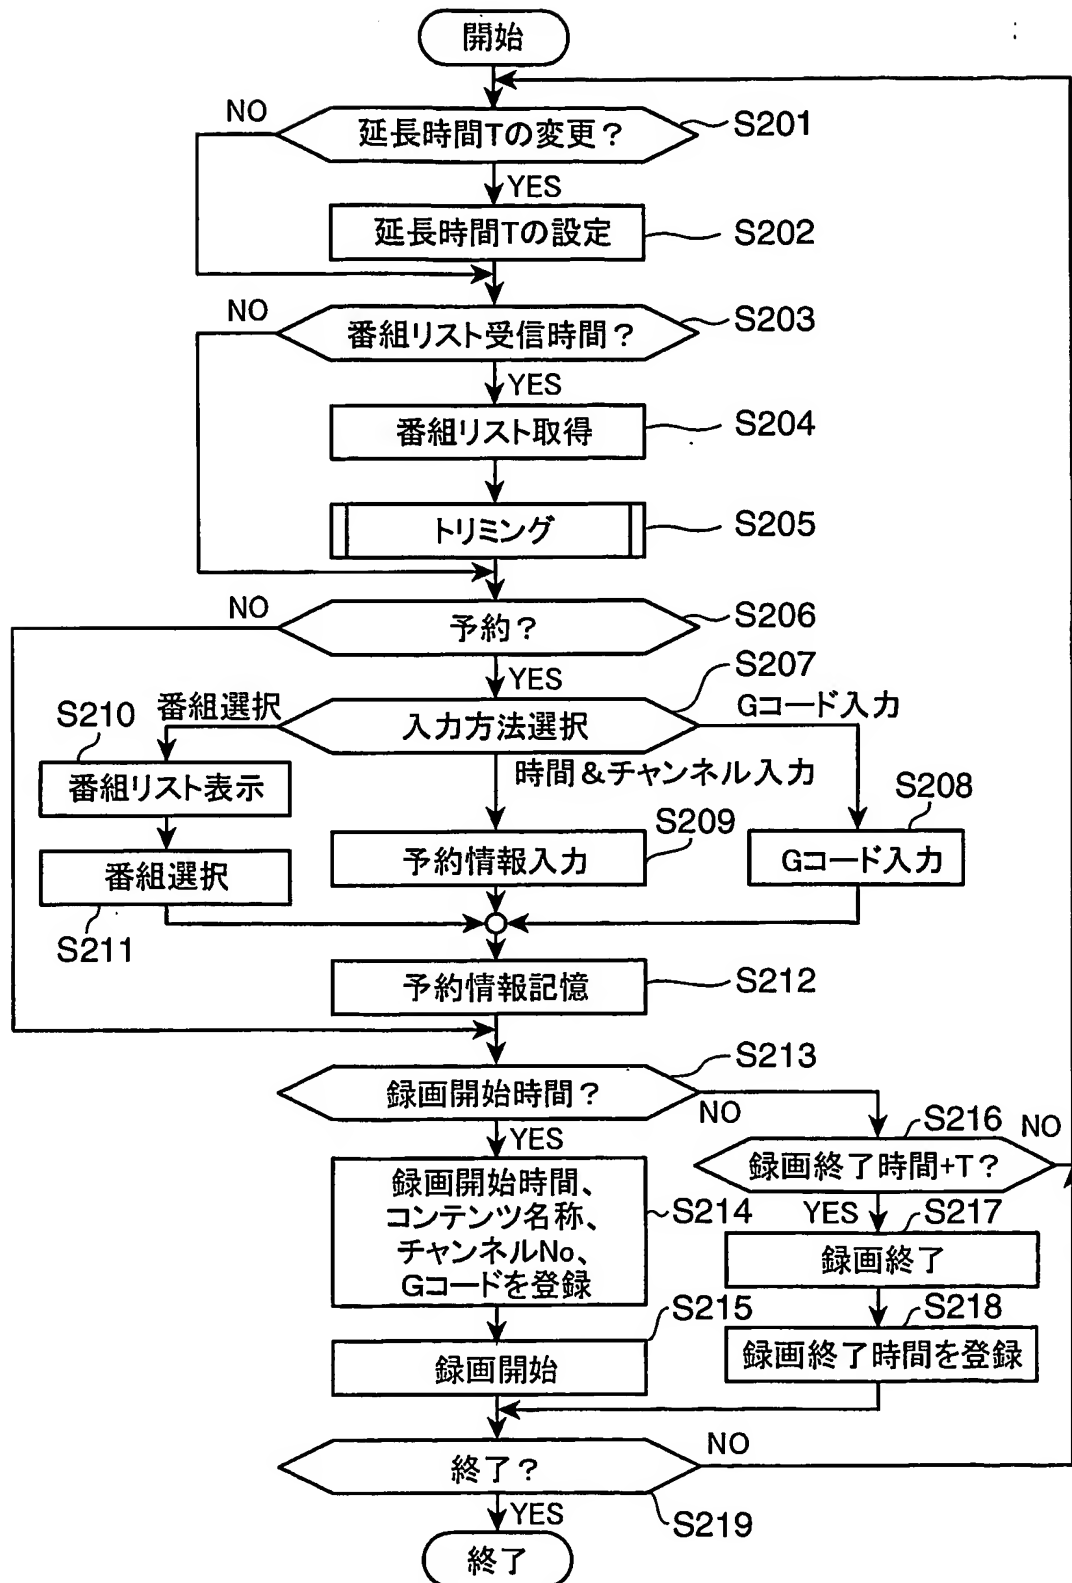 開始
NO
延長時間Tの変更？
S201
YES
延長時間Tの設定
S202
NO
番組リスト受信時間？
S203
YES
番組リスト取得
S204
トリミング
S205
NO
予約？
S206
YES
S207
S210
番組選択
入力方法選択
Gコード入力
番組リスト表示
時間＆チャンネル入力
S208
S209
予約情報入力
Gコード入力
番組選択
S211
予約情報記憶
S212
S213
録画開始時間？
NO
S216
NO
YES
録画終了時間+T？
録画開始時間、
コンテンツ名称、
チャンネルNo、
Gコードを登録
S214
YES
S217
録画終了
S215
S218
録画開始
録画終了時間を登録
NO
終了？
YES
S219
終了